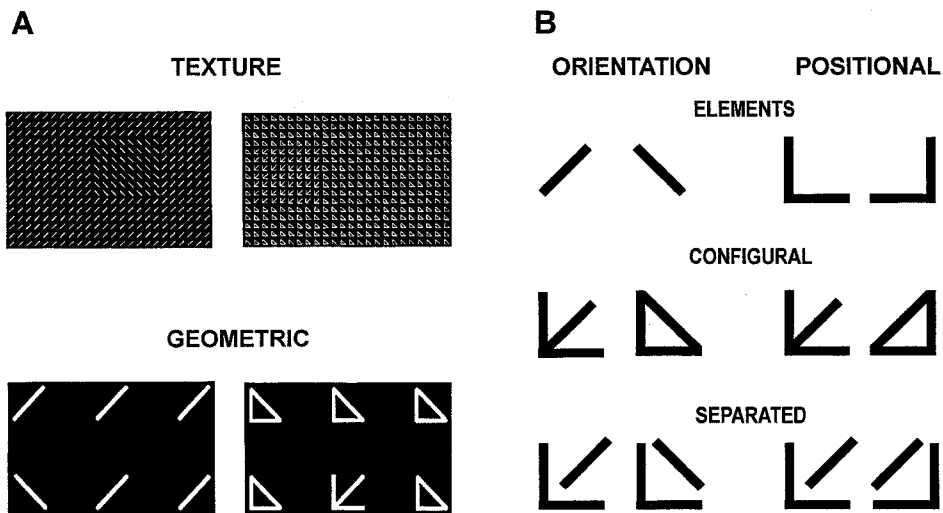 A
TEXTURE
GEOMETRIC
B
ORIENTATION POSITIONAL
ELEMENTS
CONFIGURAL
SEPARATED